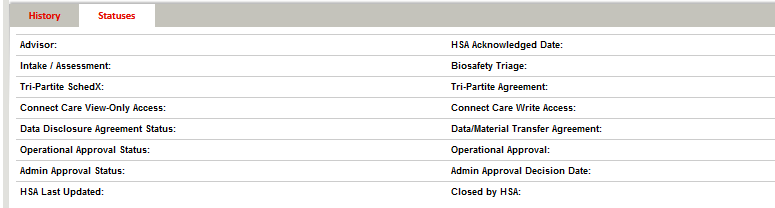 History Statuses
Advisor: HSA Acknowledged Date:
Intake / Assessment: Biosafety Triage:
Tri-Partite SchedX: Tri-Partite Agreement:
Connect Care View-Only Access: Connect Care Write Access:
Data Disclosure Agreement Status: Data/Material Transfer Agreement:
Operational Approval Status: Operational Approval:
Admin Approval Status: Admin Approval Decision Date:
HSA Last Updated: Closed by HSA: